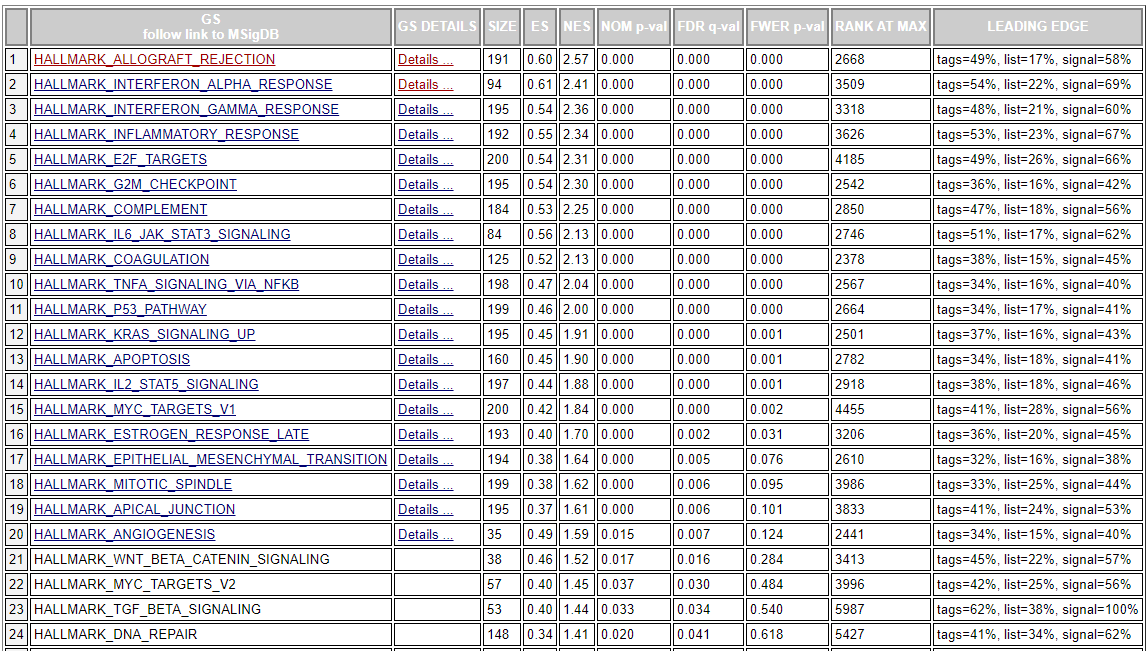 GS
follow link to MSigDB GS DETAILS SIZE ES NES NOM p-val FDR q-val FWER p-val RANK AT MAX LEADING EDGE
1 HALLMARK_ALLOGRAFT_REJECTION Details ... 191 0.60 2.57 0.000 0.000 0.000 2668 tags=49%, list=17%, signal=58%
2 HALLMARK_INTERFERON_ALPHA_RESPONSE Details ... 94 0.61 2.41 0.000 0.000 0.000 3509 tags=54%, list=22%, signal=69%
3 HALLMARK_INTERFERON_GAMMA_RESPONSE Details ... 195 0.54 2.36 0.000 0.000 0.000 3318 tags=48%, list=21%, signal=60%
4 HALLMARK_INFLAMMATORY_RESPONSE Details ... 192 0.55 2.34 0.000 0.000 0.000 3626 tags=53%, list=23%, signal=67%
5 HALLMARK_E2F_TARGETS Details ... 200 0.54 2.31 0.000 0.000 0.000 4185 tags=49%, list=26%, signal=66%
6 HALLMARK_G2M_CHECKPOINT Details ... 195 0.54 2.30 0.000 0.000 0.000 2542 tags=36%, list=16%, signal=42%
7 HALLMARK_COMPLEMENT Details ... 184 0.53 2.25 0.000 0.000 0.000 2850 tags=47%, list=18%, signal=56%
8 HALLMARK_IL6_JAK_STAT3_SIGNALING Details ... 84 0.56 2.13 0.000 0.000 0.000 2746 tags=51%, list=17%, signal=62%
9 HALLMARK_COAGULATION Details ... 125 0.52 2.13 0.000 0.000 0.000 2378 tags=38%, list=15%, signal=45%
10 HALLMARK_TNFA_SIGNALING_VIA_NFKB Details ... 198 0.47 2.04 0.000 0.000 0.000 2567 tags=34%, list=16%, signal=40%
11 HALLMARK_P53_PATHWAY Details ... 199 0.46 2.00 0.000 0.000 0.000 2664 tags=34%, list=17%, signal=41%
12 HALLMARK_KRAS_SIGNALING_UP Details ... 195 0.45 1.91 0.000 0.000 0.001 2501 tags=37%, list=16%, signal=43%
13 HALLMARK_APOPTOSIS Details ... 160 0.45 1.90 0.000 0.000 0.001 2782 tags=34%, list=18%, signal=41%
14 HALLMARK_IL2_STAT5_SIGNALING Details ... 197 0.44 1.88 0.000 0.000 0.001 2918 tags=38%, list=18%, signal=46%
15 HALLMARK_MYC_TARGETS_V1 Details ... 200 0.42 1.84 0.000 0.000 0.002 4455 tags=41%, list=28%, signal=56%
16 HALLMARK_ESTROGEN_RESPONSE_LATE Details ... 193 0.40 1.70 0.000 0.002 0.031 3206 tags=36%, list=20%, signal=45%
17 HALLMARK_EPITHELIAL_MESENCHYMAL_TRANSITION Details ... 194 0.38 1.64 0.000 0.005 0.076 2610 tags=32%, list=16%, signal=38%
18 HALLMARK_MITOTIC_SPINDLE Details ... 199 0.38 1.62 0.000 0.006 0.095 3986 tags=33%, list=25%, signal=44%
19 HALLMARK_APICAL_JUNCTION Details ... 195 0.37 1.61 0.000 0.006 0.101 3833 tags=41%, list=24%, signal=53%
20 HALLMARK_ANGIOGENESIS Details ... 35 0.49 1.59 0.015 0.007 0.124 2441 tags=34%, list=15%, signal=40%
21 HALLMARK_WNT_BETA_CATENIN_SIGNALING 38 0.46 1.52 0.017 0.016 0.284 3413 tags=45%, list=22%, signal=57%
22 HALLMARK_MYC_TARGETS_V2 57 0.40 1.45 0.037 0.030 0.484 3996 tags=42%, list=25%, signal=56%
23 HALLMARK_TGF_BETA_SIGNALING 53 0.40 1.44 0.033 0.034 0.540 5987 tags=62%, list=38%, signal=100%
24 HALLMARK_DNA_REPAIR 148 0.34 1.41 0.020 0.041 0.618 5427 tags=41%, list=34%, signal=62%